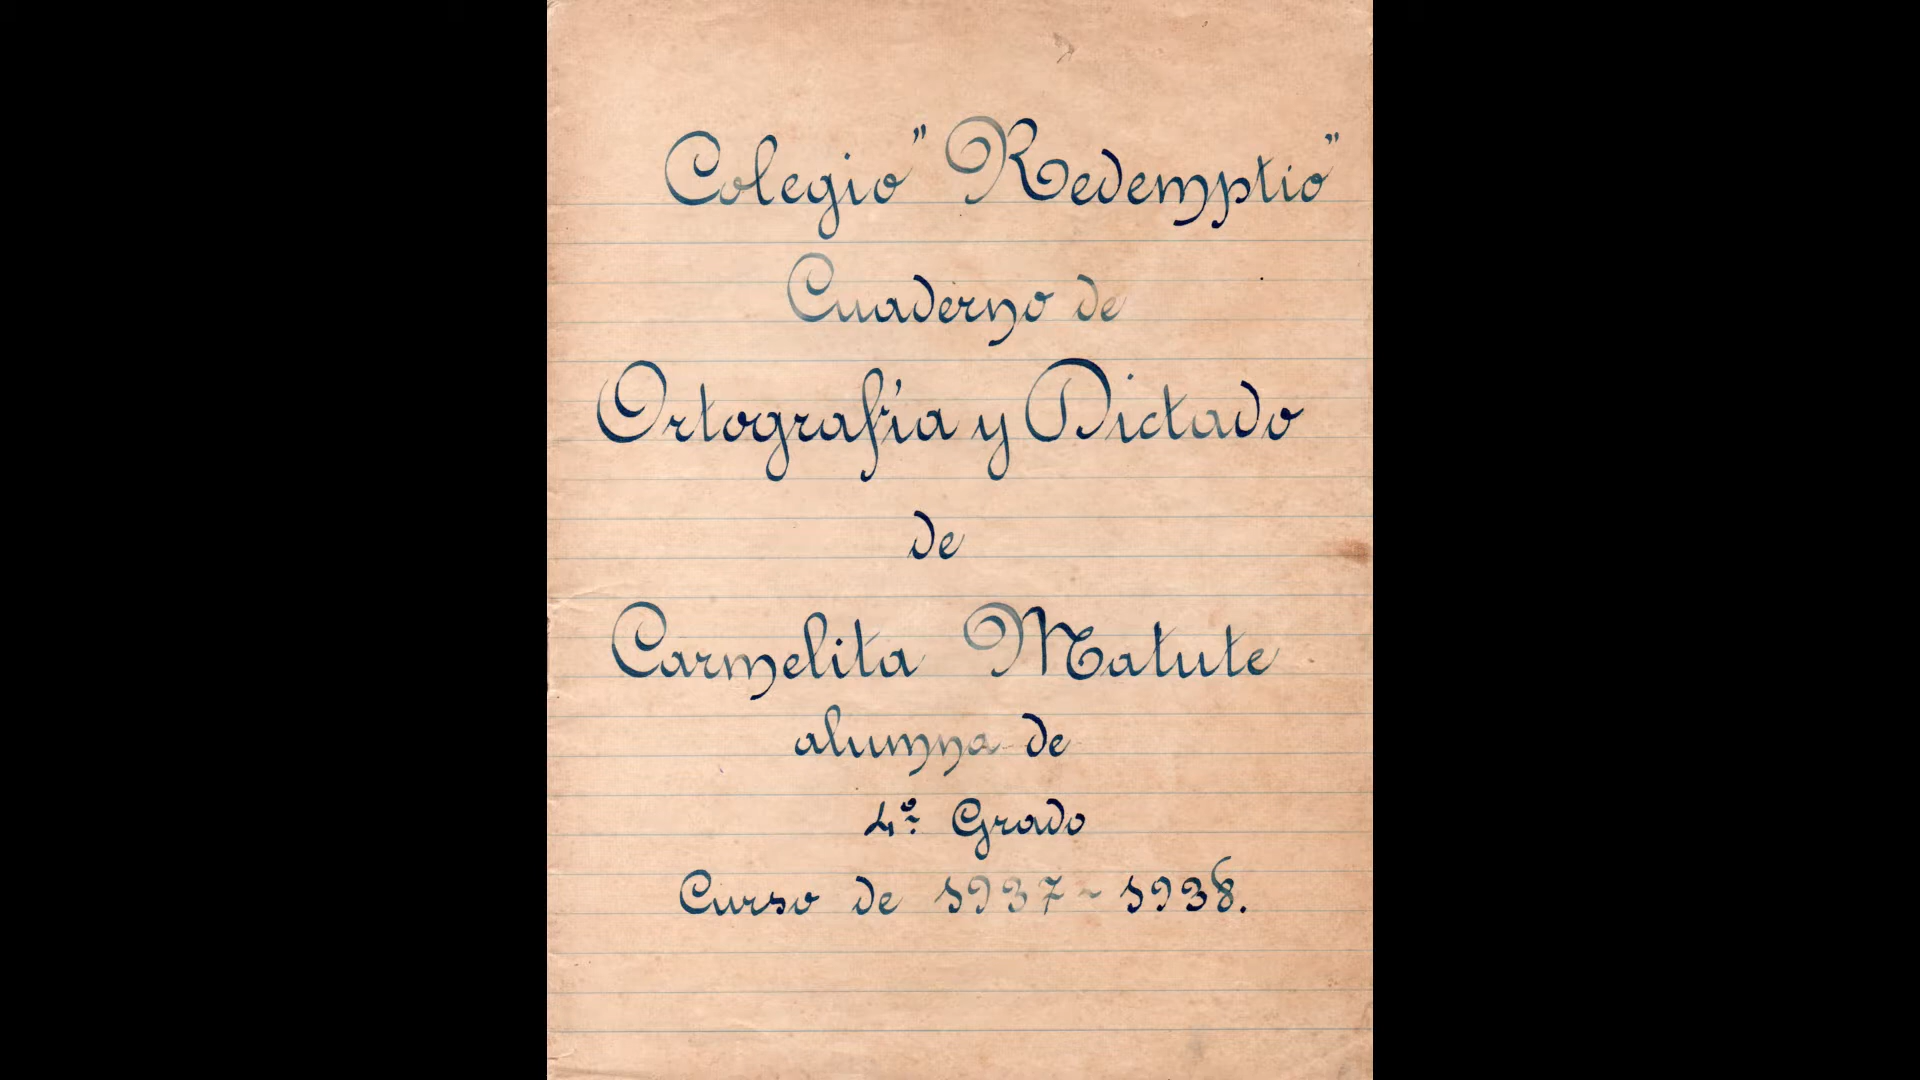 Colegio "Redemptio"
Cuaderno de
Ortografía y Dictado
de
Carmelita Matute
alumna de
4º Grado
Curso de 1937-1938.